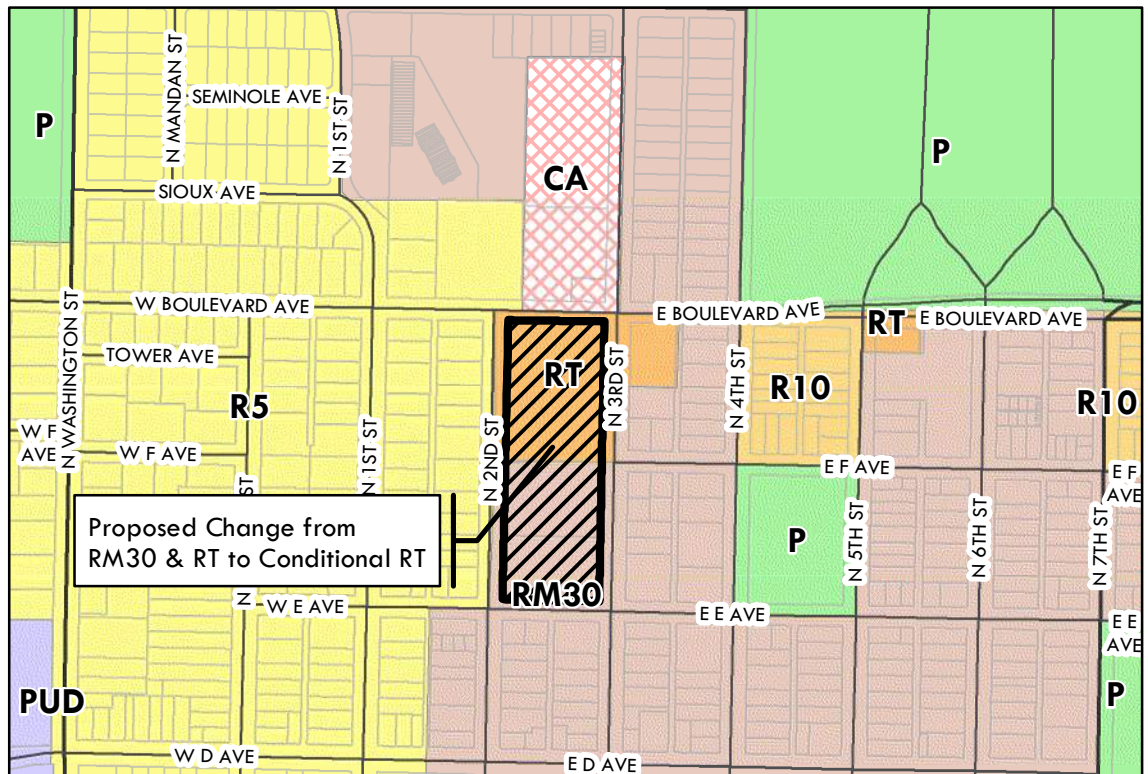 N MANDAN ST
SEMINOLE AVE
N 1ST ST
P
P
CA
SIOUX AVE
W BOULEVARD AVE
E BOULEVARD AVE
RT
E BOULEVARD AVE
N WASHINGTON ST
TOWER AVE
RT
N 3RD ST
N 4TH ST
R5
R10
R10
W F
AVE
W F AVE
N 1ST ST
N 2ND ST
E F AVE
E F
AVE
N ST
Proposed Change from
RM30 & RT to Conditional RT
P
N 5TH ST
N 6TH ST
N 7TH ST
RM30
W E AVE
E E AVE
E E
AVE
PUD
P
W D AVE
E D AVE